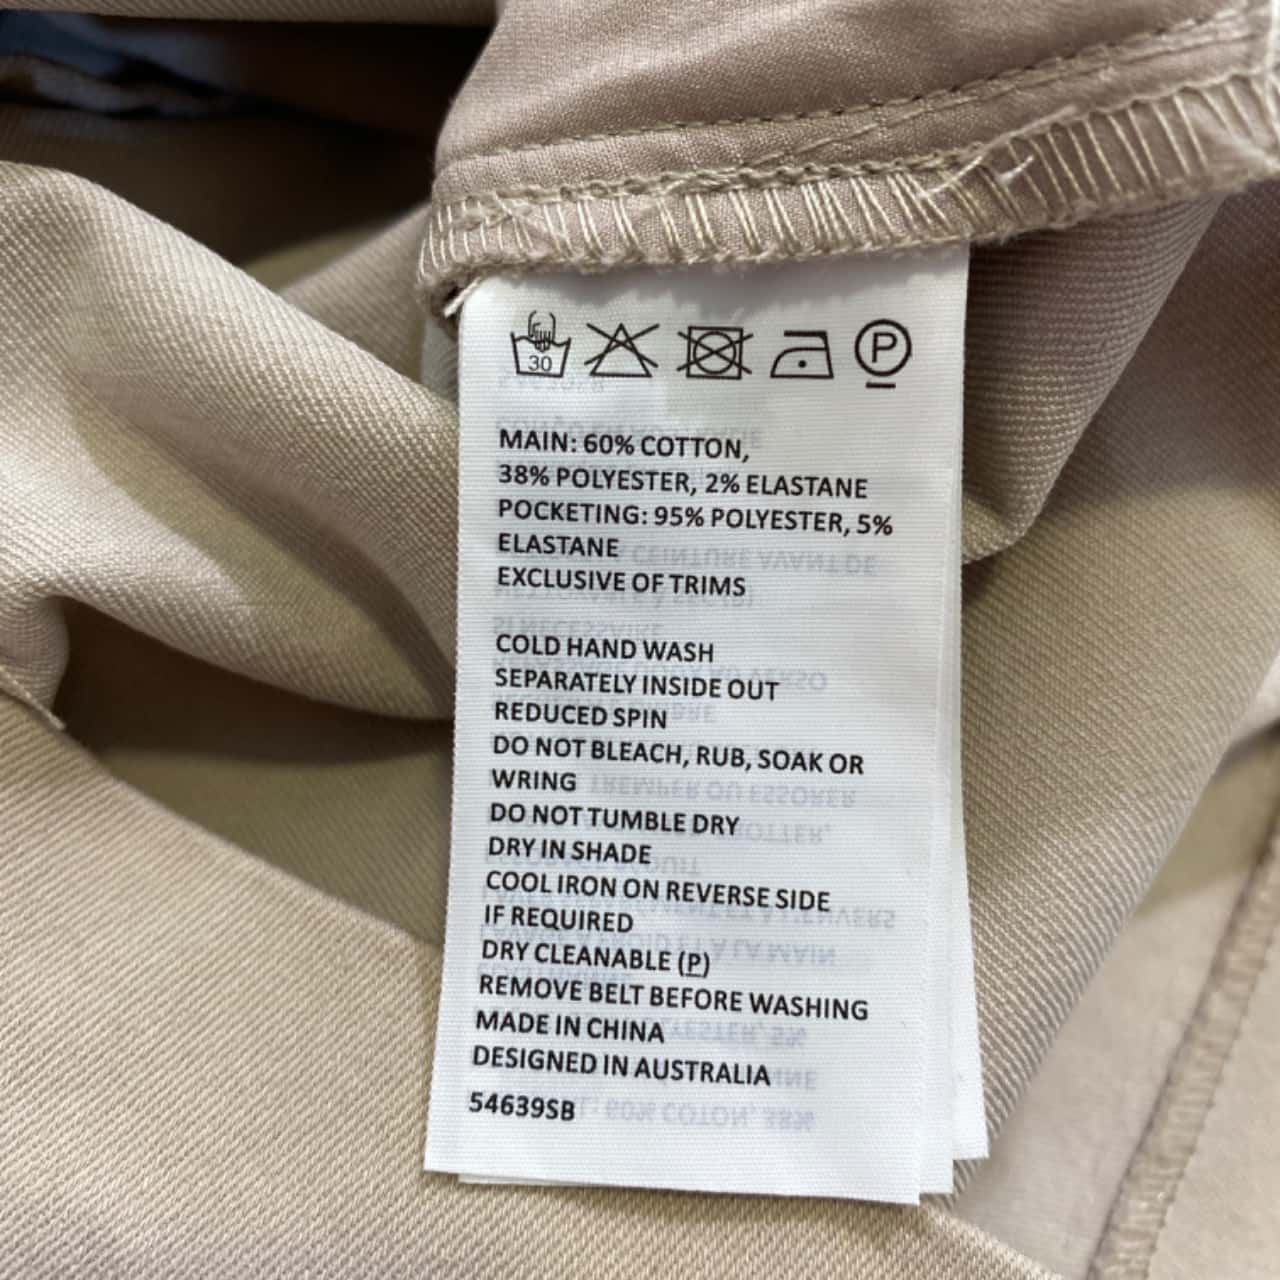 30
P
MAIN: 60% COTTON,
38% POLYESTER, 2% ELASTANE
POCKETING: 95% POLYESTER, 5%
ELASTANE
EXCLUSIVE OF TRIMS
COLD HAND WASH
SEPARATELY INSIDE OUT
REDUCED SPIN
DO NOT BLEACH, RUB, SOAK OR
WRING
DO NOT TUMBLE DRY
DRY IN SHADE
COOL IRON ON REVERSE SIDE
IF REQUIRED
DRY CLEANABLE (P)
REMOVE BELT BEFORE WASHING
MADE IN CHINA
DESIGNED IN AUSTRALIA
54639SB